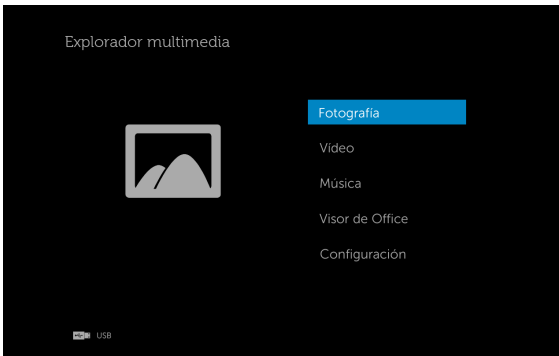 Explorador multimedia
Fotografía
Vídeo
Música
Visor de Office
Configuración
USB